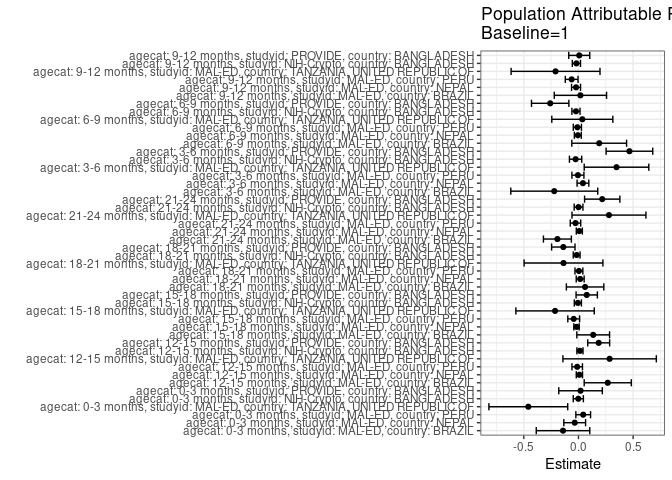 Population Attributable
Baseline=1
agecat: 9-12 months, studyid: PROVIDE, country: BANGLADESH
agecat: 9-12 months, studyid: NIH-Crypto, country: BANGLADESH
agecat: 9-12 months, studyid: MAL-ED, country: TANZANIA, UNITED REPUBLIC OF
agecat: 9-12 months, studyid: MAL-ED, country: PERU
agecat: 9-12 months, studyid: MAL-ED, country: NEPAL
agecat: 9-12 months, studyid: MAL-ED, country: BRAZIL
agecat: 6-9 months, studyid: PROVIDE, country: BANGLADESH
agecat: 6-9 months, studyid: NIH-Crypto, country: BANGLADESH
agecat: 6-9 months, studyid: MAL-ED, country: TANZANIA, UNITED REPUBLIC OF
agecat: 6-9 months, studyid: MAL-ED, country: PERU
agecat: 6-9 months, studyid: MAL-ED, country: NEPAL
agecat: 6-9 months, studyid: MAL-ED, country: BRAZIL
agecat: 3-6 months, studyid: PROVIDE, country: BANGLADESH
agecat: 3-6 months, studyid: NIH-Crypto, country: BANGLADESH
agecat: 3-6 months, studyid: MAL-ED, country: TANZANIA, UNITED REPUBLIC OF
agecat: 3-6 months, studyid: MAL-ED, country: PERU
agecat: 3-6 months, studyid: MAL-ED, country: NEPAL
agecat: 3-6 months, studyid: MAL-ED, country: BRAZIL
agecat: 21-24 months, studyid: PROVIDE, country: BANGLADESH
agecat: 21-24 months, studyid: NIH-Crypto, country: BANGLADESH
agecat: 21-24 months, studyid: MAL-ED, country: TANZANIA, UNITED REPUBLIC OF
agecat: 21-24 months, studyid: MAL-ED, country: PERU
agecat: 21-24 months, studyid: MAL-ED, country: NEPAL
agecat: 21-24 months, studyid: MAL-ED, country: BRAZIL
agecat: 18-21 months, studyid: PROVIDE, country: BANGLADESH
agecat: 18-21 months, studyid: NIH-Crypto, country: BANGLADESH
agecat: 18-21 months, studyid: MAL-ED, country: TANZANIA, UNITED REPUBLIC OF
agecat: 18-21 months, studyid: MAL-ED, country: PERU
agecat: 18-21 months, studyid: MAL-ED, country: NEPAL
agecat: 18-21 months, studyid: MAL-ED, country: BRAZIL
agecat: 15-18 months, studyid: PROVIDE, country: BANGLADESH
agecat: 15-18 months, studyid: NIH-Crypto, country: BANGLADESH
agecat: 15-18 months, studyid: MAL-ED, country: TANZANIA, UNITED REPUBLIC OF
agecat: 15-18 months, studyid: MAL-ED, country: PERU
agecat: 15-18 months, studyid: MAL-ED, country: NEPAL
agecat: 15-18 months, studyid: MAL-ED, country: BRAZIL
agecat: 12-15 months, studyid: PROVIDE, country: BANGLADESH
agecat: 12-15 months, studyid: NIH-Crypto, country: BANGLADESH
agecat: 12-15 months, studyid: MAL-ED, country: TANZANIA, UNITED REPUBLIC OF
agecat: 12-15 months, studyid: MAL-ED, country: PERU
agecat: 12-15 months, studyid: MAL-ED, country: NEPAL
agecat: 12-15 months, studyid: MAL-ED, country: BRAZIL
agecat: 0-3 months, studyid: PROVIDE, country: BANGLADESH
agecat: 0-3 months, studyid: NIH-Crypto, country: BANGLADESH
agecat: 0-3 months, studyid: MAL-ED, country: TANZANIA, UNITED REPUBLIC OF
agecat: 0-3 months, studyid: MAL-ED, country: PERU
agecat: 0-3 months, studyid: MAL-ED, country: NEPAL
agecat: 0-3 months, studyid: MAL-ED, country: BRAZIL
-0.5 0.0 0.5
Estimate